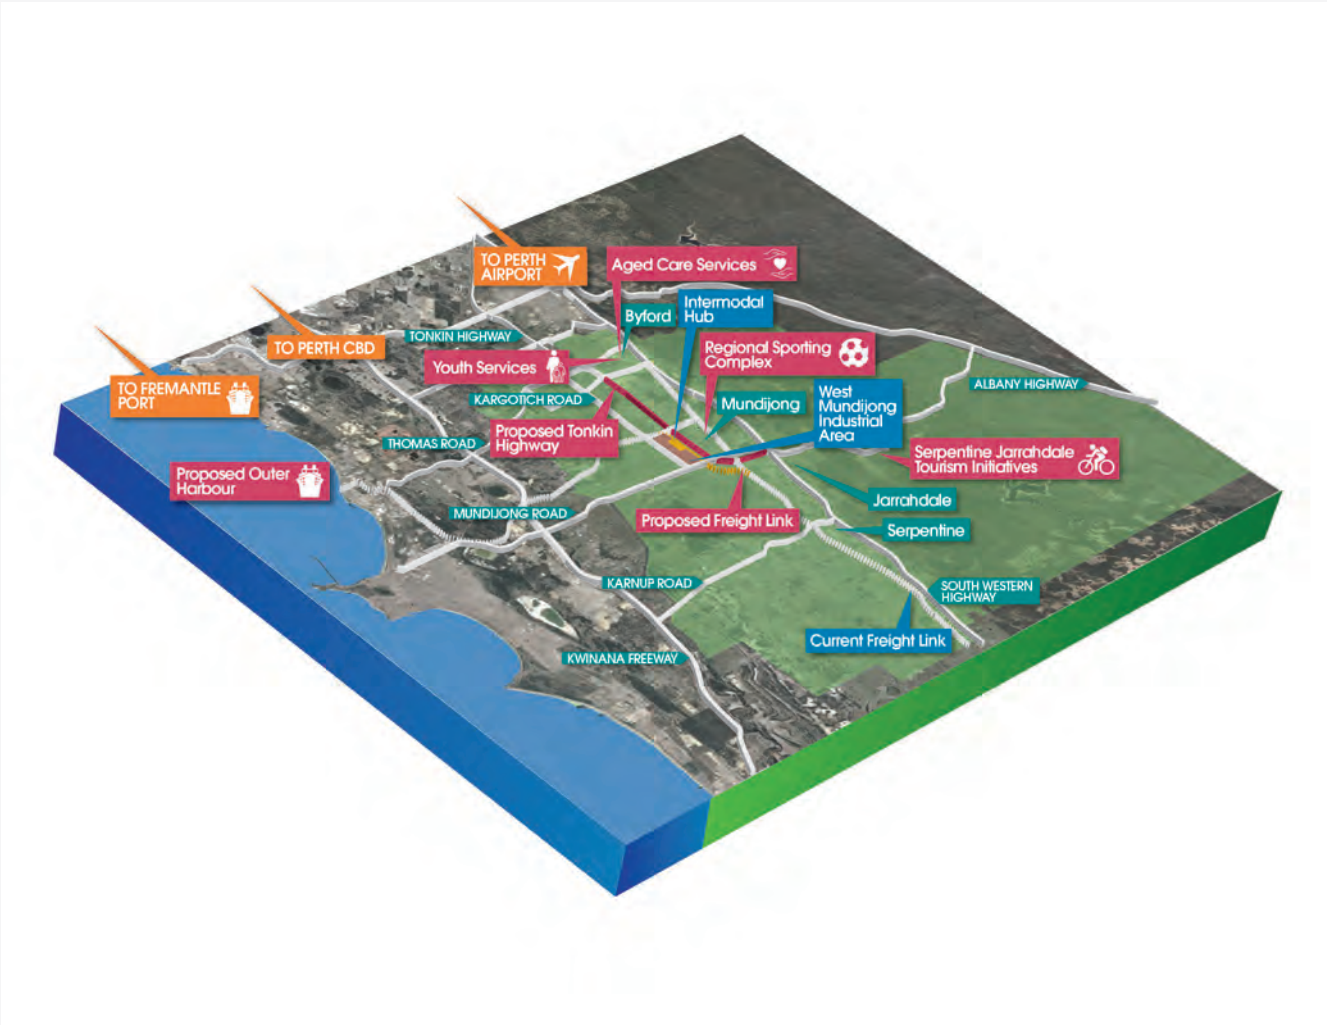 TO PERTH
AIRPORT
Aged Care Services
Intermodal
Hub
Byford
TONKIN HIGHWAY
TO PERTH CBD
Regional Sporting
Complex
Youth Services
TO FREMANTLE
PORT
ALBANY HIGHWAY
KARGOTICH ROAD
Mundijong
West
Mundijong
Industrial
Area
Proposed Tonkin
Highway
THOMAS ROAD
Serpentine Jarrahdale
Tourism Initiatives
Proposed Outer
Harbour
Jarrahdale
MUNDIJONG ROAD
Proposed Freight Link
Serpentine
KARNUP ROAD
SOUTH WESTERN
HIGHWAY
Current Freight Link
KWINANA FREEWAY